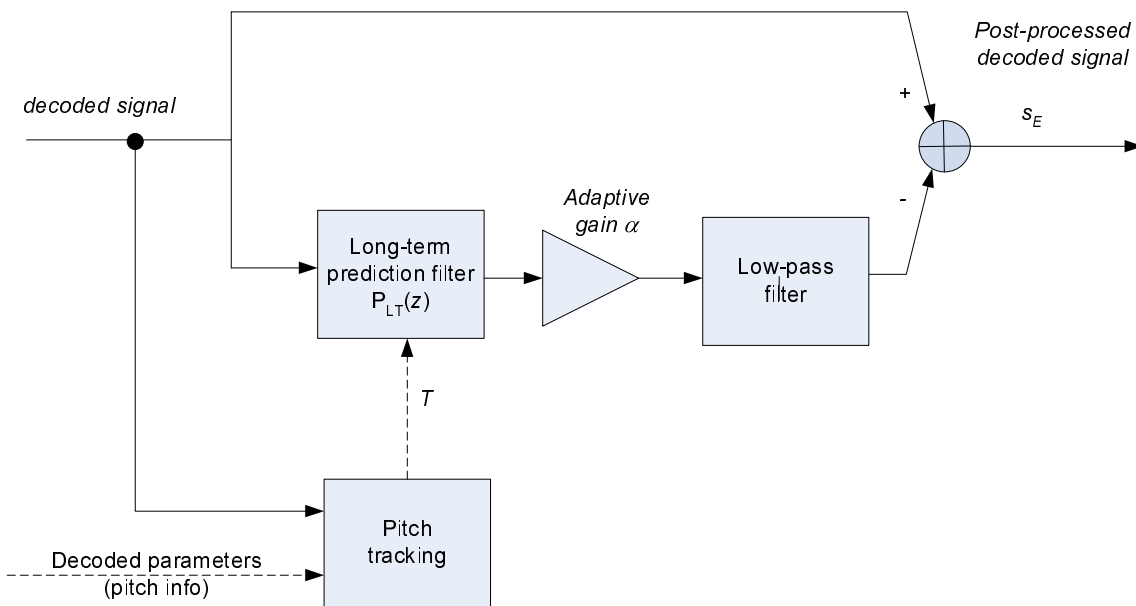 Post-processed
decoded signal
decoded signal
+
s_E
-
Adaptive
gain α
Long-term
prediction filter
P_LT(z)
Low-pass
filter
T
Pitch
tracking
Decoded parameters
(pitch info)